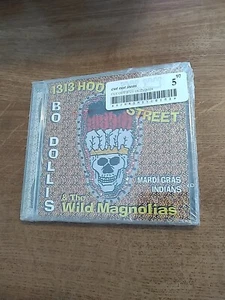 1313 HOO
STREET
BO DOLLIS
& The
Wild Magnolias
MARDI GRAS
INDIANS
5